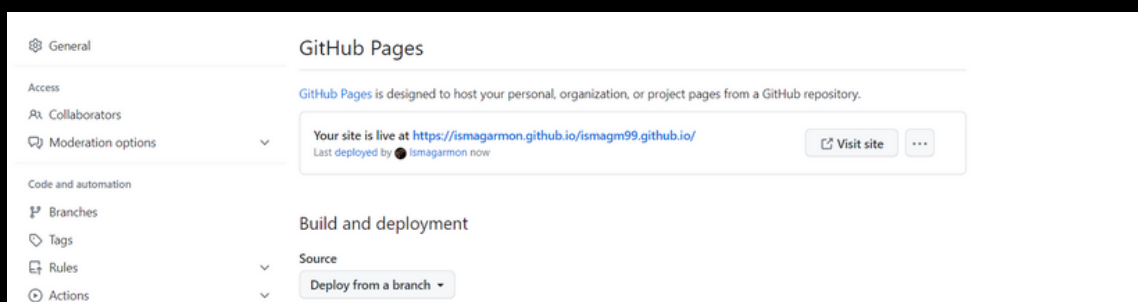 General
Access
Collaborators
Moderation options
Code and automation
Branches
Tags
Rules
Actions
GitHub Pages
GitHub Pages is designed to host your personal, organization, or project pages from a GitHub repository.
Your site is live at https://ismagarmon.github.io/ismagm99.github.io/
Last deployed by Ismagarmon now
Visit site
Build and deployment
Source
Deploy from a branch